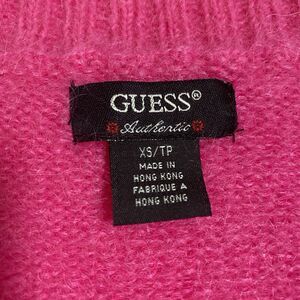 GUESS®
Authentic
XS/TP
MADE IN
HONG KONG
FABRIQUE A
HONG KONG